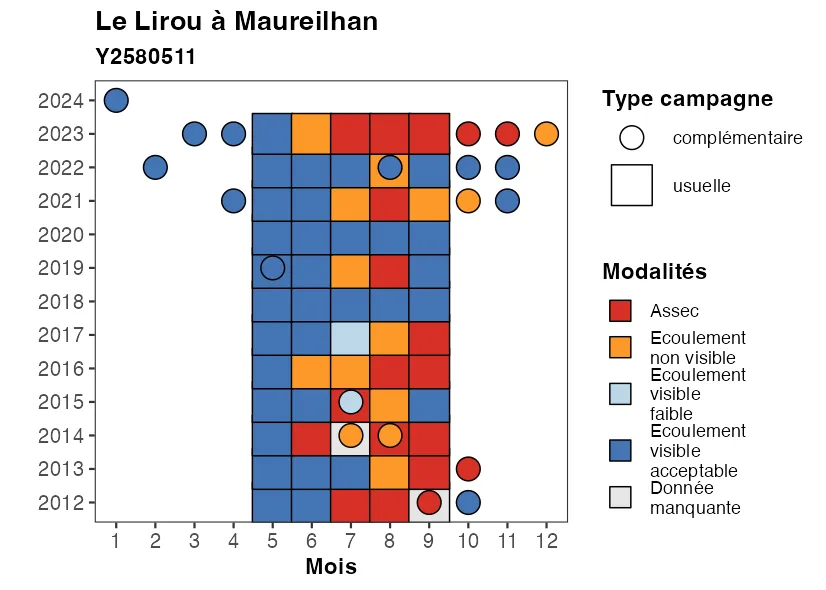 Le Lirou à Maureilhan
Y2580511
2024
2023
2022
2021
2020
2019
2018
2017
2016
2015
2014
2013
2012
1 2 3 4 5 6 7 8 9 10 11 12
Mois
Type campagne
complémentaire
usuelle
Modalités
Assec
Ecoulement
non visible
Ecoulement
visible
faible
Ecoulement
visible
acceptable
Donnée
manquante